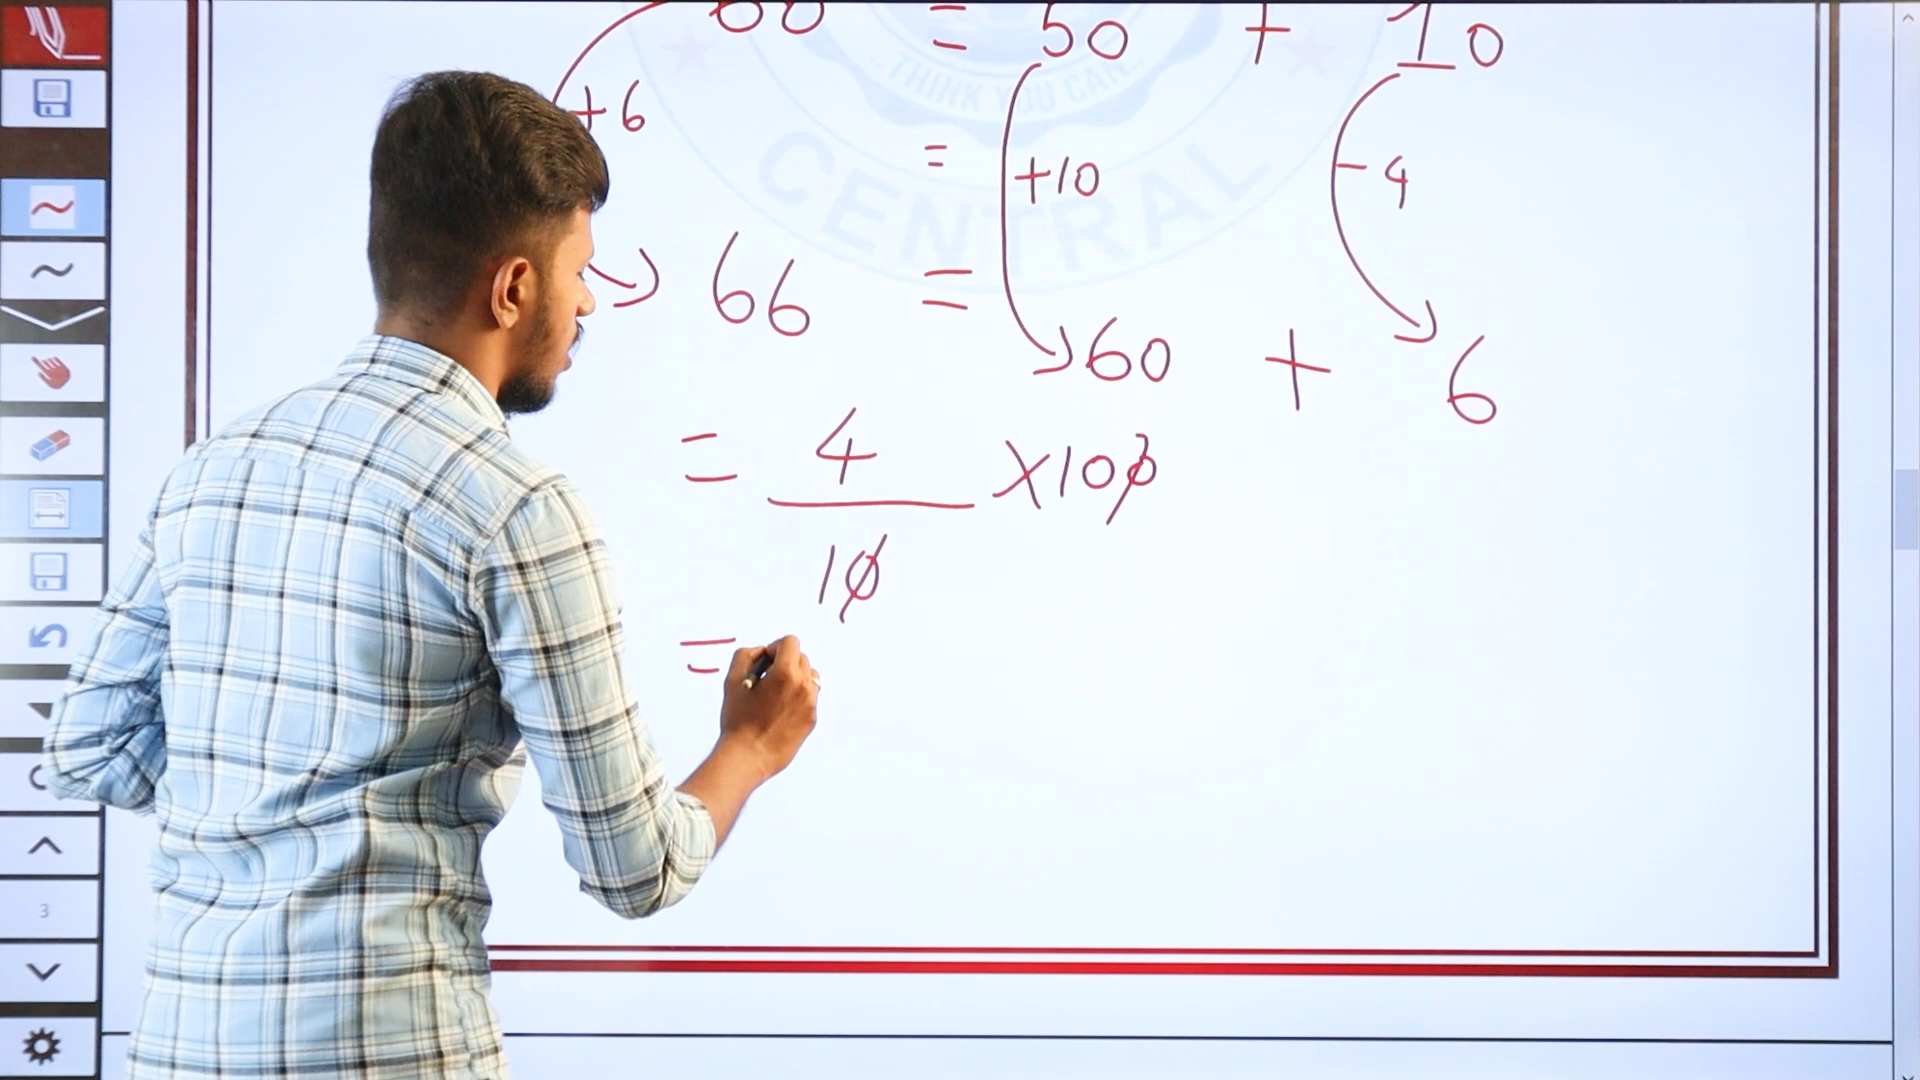 60 = 50 + 10
..THINK YOU CAN..
+6
= +10 -4
CENTRAL
66 = 60 + 6
= 4 ×100
10
=
3